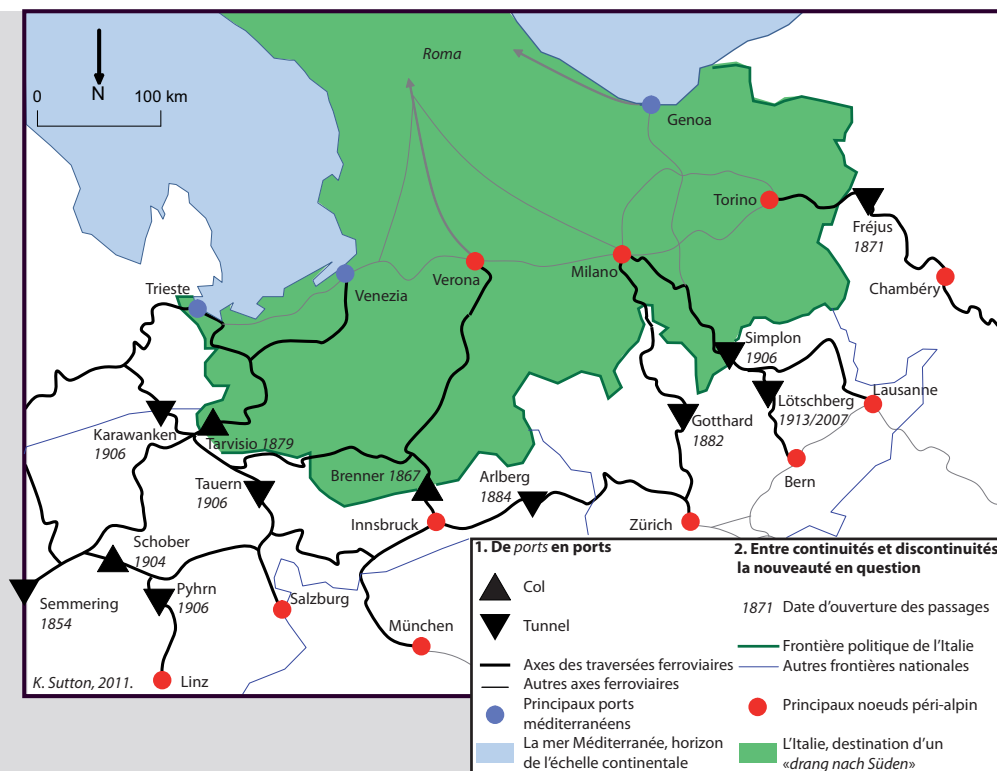 Roma
0
100 km
N
Genoa
Torino
Fréjus
1871
Chambéry
Milano
Verona
Venezia
Trieste
Simplon
1906
Lausanne
Lötschberg
1913/2007
Gotthard
1882
Karawanken
1906
Tarvisio 1879
Brenner 1867
Arlberg
1884
Bern
Tauern
1906
Innsbruck
Zürich
Schober
1904
Semmering
1854
Pyhrn
1906
Salzburg
München
Linz
K. Sutton, 2011.
1. De ports en ports
Col
Tunnel
Axes des traversées ferroviaires
Autres axes ferroviaires
Principaux ports
méditerranéens
La mer Méditerranée, horizon
de l'échelle continentale
2. Entre continuités et discontinuités
la nouveauté en question
1871 Date d'ouverture des passages
Frontière politique de l'Italie
Autres frontières nationales
Principaux noeuds péri-alpin
L'Italie, destination d'un
«drang nach Süden»